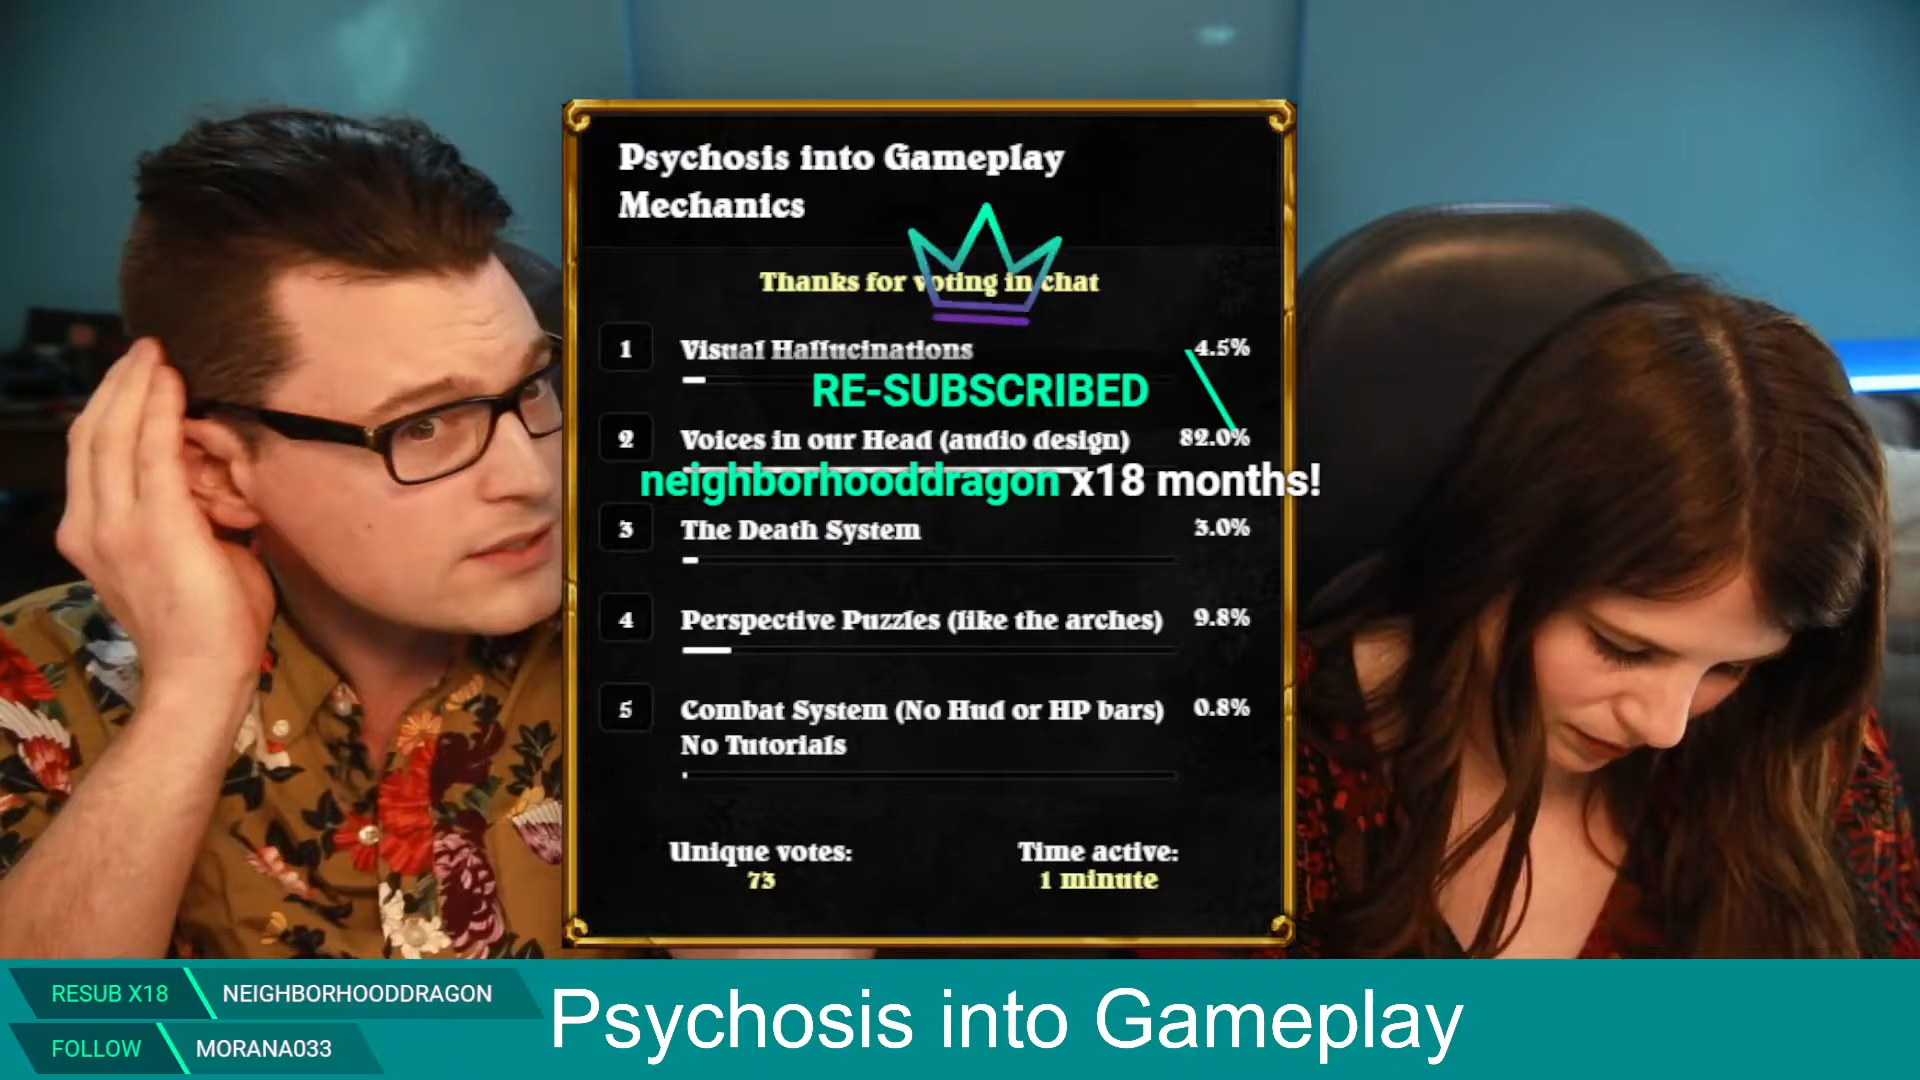 Psychosis into Gameplay
Mechanics
Thanks for voting in chat
1 Visual Hallucinations 4.5%
RE-SUBSCRIBED
2 Voices in our Head (audio design) 82.0%
neighborhooddragon x18 months!
3 The Death System 3.0%
4 Perspective Puzzles (like the arches) 9.8%
5 Combat System (No Hud or HP bars) 0.8%
No Tutorials
Unique votes: Time active:
73 1 minute
RESUB X18 NEIGHBORHOODDRAGON
FOLLOW MORANA033
Psychosis into Gameplay